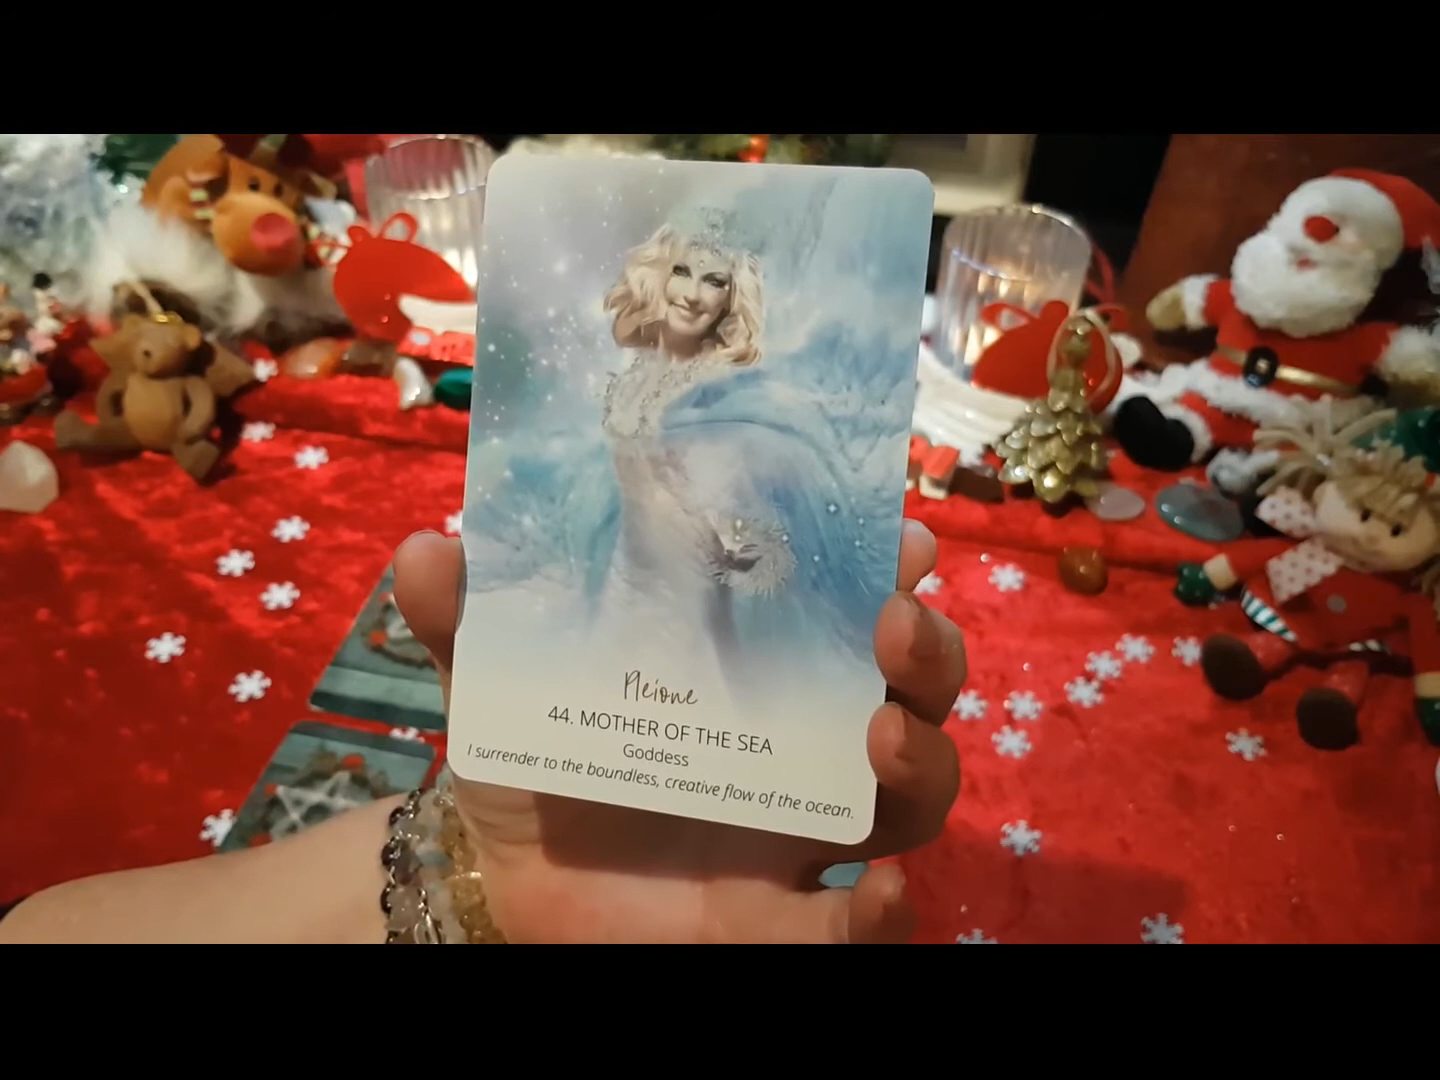 Pleione
44. MOTHER OF THE SEA
Goddess
I surrender to the boundless, creative flow of the ocean.